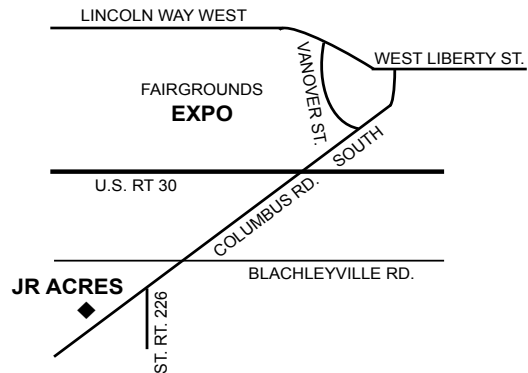 LINCOLN WAY WEST
WEST LIBERTY ST.
VANOVER ST.
FAIRGROUNDS
EXPO
SOUTH
U.S. RT 30
COLUMBUS RD.
BLACHLEYVILLE RD.
JR ACRES
ST. RT. 226